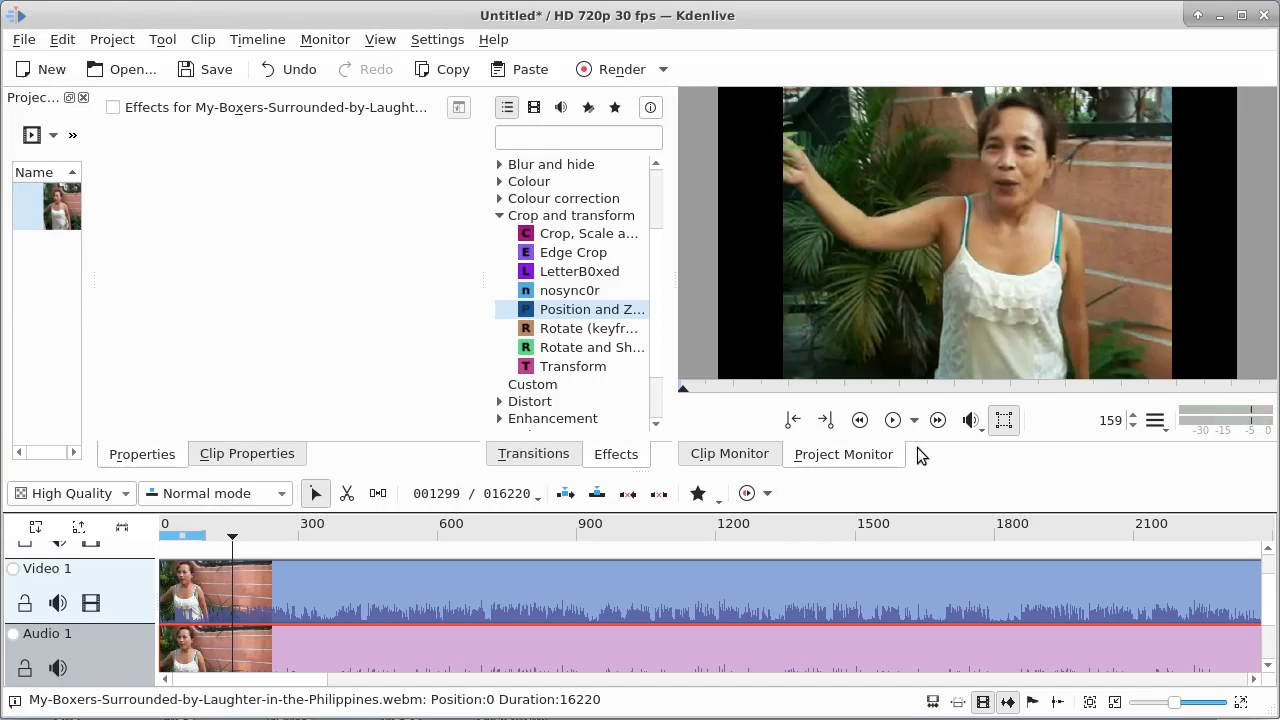 Untitled* / HD 720p 30 fps — Kdenlive
File Edit Project Tool Clip Timeline Monitor View Settings Help
New Open... Save Undo Redo Copy Paste Render
Projec...
Effects for My-Boxers-Surrounded-by-Laught...
Name
Blur and hide
Colour
Colour correction
Crop and transform
C Crop, Scale a...
E Edge Crop
L LetterB0xed
n nosync0r
P Position and Z...
R Rotate (keyfr...
R Rotate and Sh...
T Transform
Custom
Distort
Enhancement
159
-30 -15 -5 0
Properties Clip Properties Transitions Effects Clip Monitor Project Monitor
High Quality Normal mode 001299 / 016220
0 300 600 900 1200 1500 1800 2100
Video 1
Audio 1
My-Boxers-Surrounded-by-Laughter-in-the-Philippines.webm: Position:0 Duration:16220